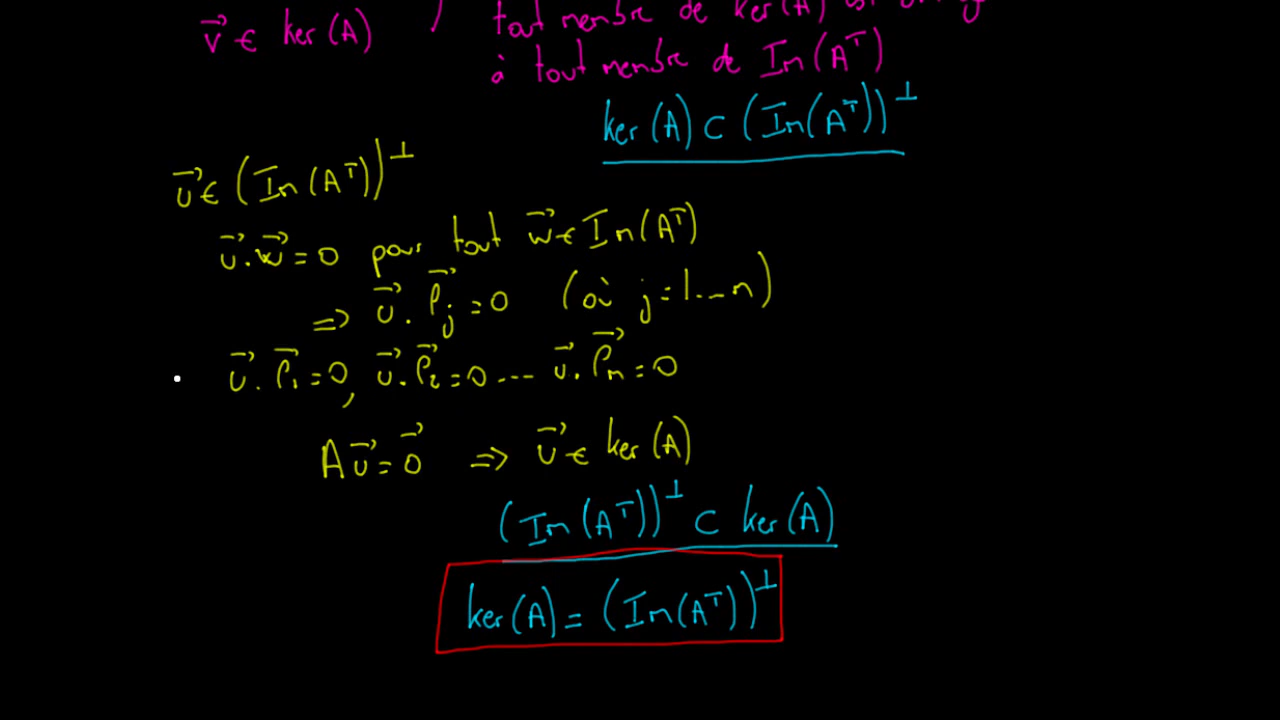 v⃗ ∈ ker(A) / tout membre de ker(A) est
à tout membre de Im(Aᵀ)
ker(A) ⊂ (Im(Aᵀ))^⊥
u⃗ ∈ (Im(Aᵀ))^⊥
u⃗.w⃗ = 0 pour tout w⃗ ∈ Im(Aᵀ)
=> u⃗.ρ⃗_j = 0 (où j=1...n)
u⃗.ρ⃗₁ = 0, u⃗.ρ⃗₂ = 0 .... u⃗.ρ⃗_n = 0
Au⃗ = 0⃗ => u⃗ ∈ ker(A)
(Im(Aᵀ))^⊥ ⊂ ker(A)
ker(A) = (Im(Aᵀ))^⊥